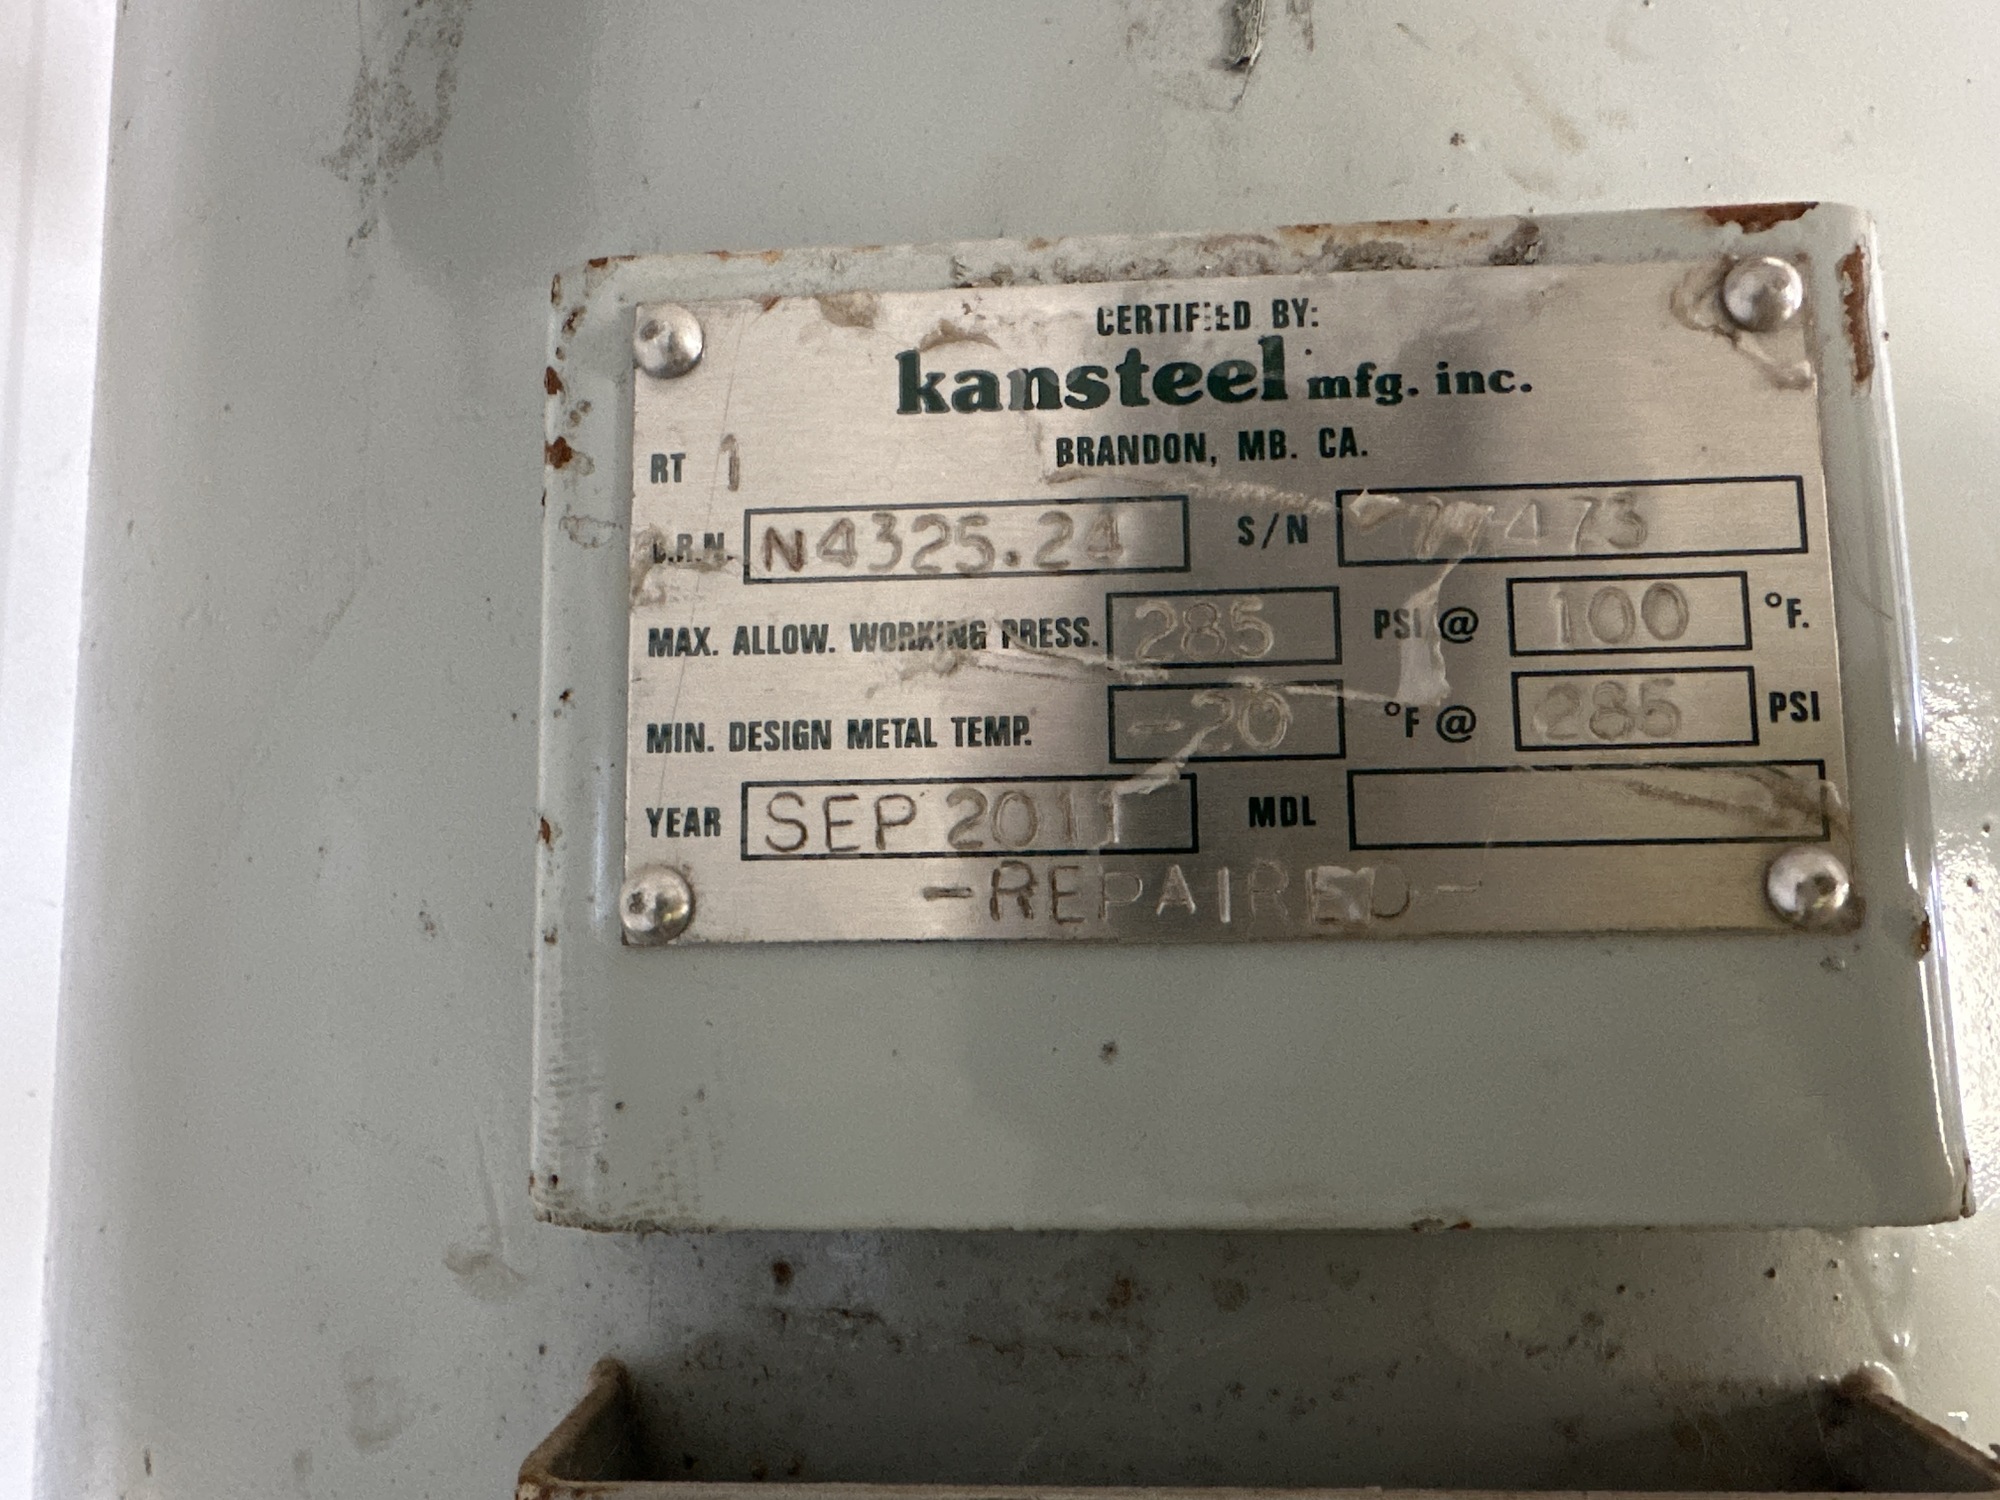 CERTIFIED BY:
kansteel mfg. inc.
BRANDON, MB. CA.
RT 1
C.R.N. N4325.24 S/N
MAX. ALLOW. WORKING PRESS. 285 PSI @ 100 °F.
MIN. DESIGN METAL TEMP. -20 °F @ 285 PSI
YEAR SEP 2011 MDL
-REPAIRED-